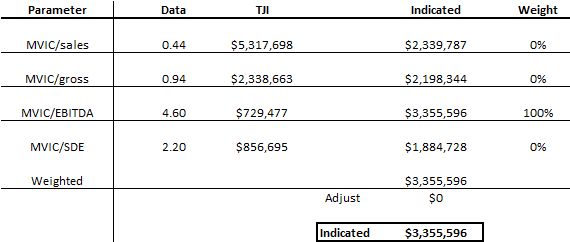 Parameter Data TJI Indicated Weight
MVIC/sales 0.44 $5,317,698 $2,339,787 0%
MVIC/gross 0.94 $2,338,663 $2,198,344 0%
MVIC/EBITDA 4.60 $729,477 $3,355,596 100%
MVIC/SDE 2.20 $856,695 $1,884,728 0%
Weighted $3,355,596
Adjust $0
Indicated $3,355,596